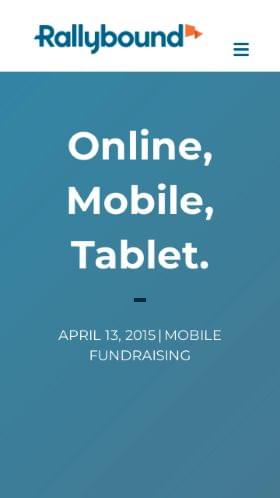 Rallybound
Online,
Mobile,
Tablet.
APRIL 13, 2015 | MOBILE
FUNDRAISING